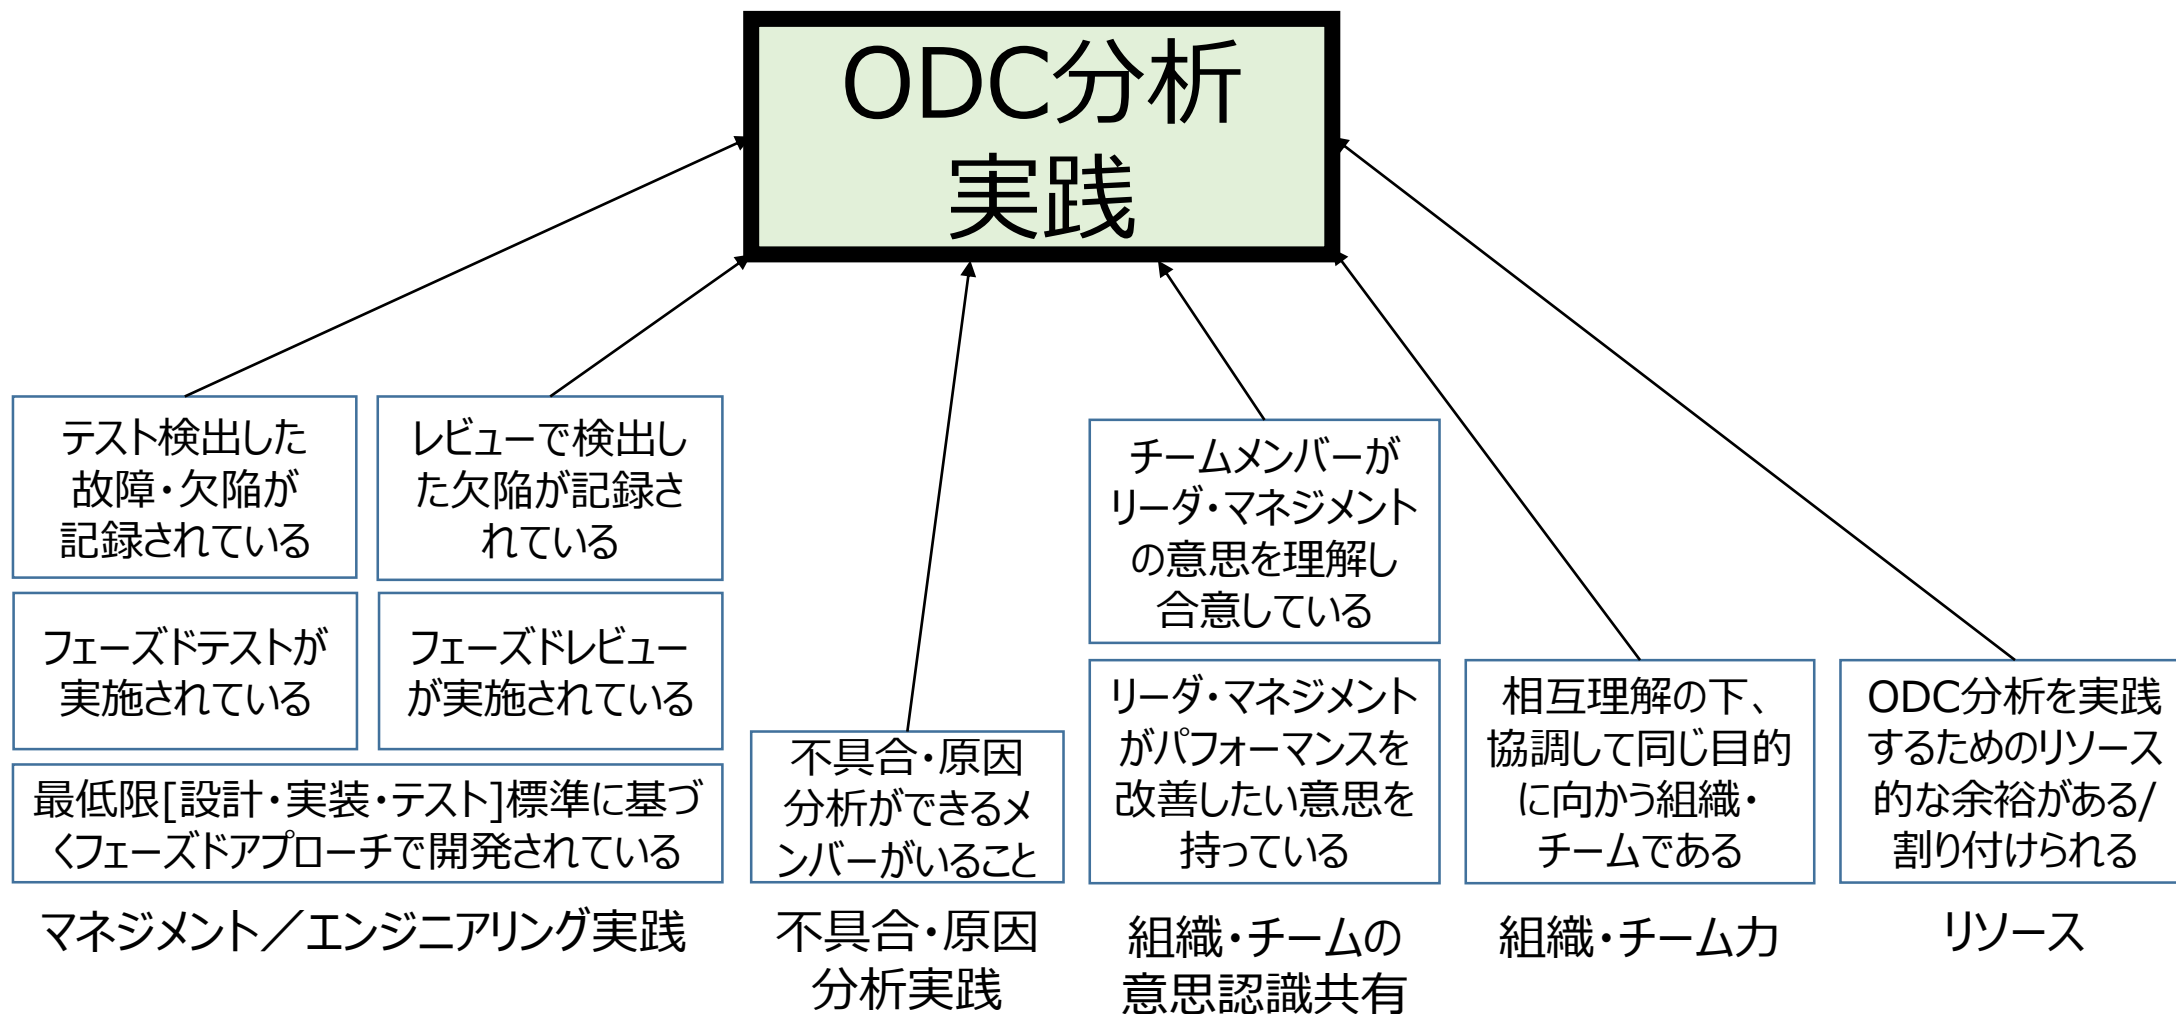 ODC分析
実践
テスト検出した
故障・欠陥が
記録されている
レビューで検出し
た欠陥が記録さ
れている
チームメンバーが
リーダ・マネジメント
の意思を理解し
合意している
フェーズドテストが
実施されている
フェーズドレビュー
が実施されている
最低限[設計・実装・テスト]標準に基づ
くフェーズドアプローチで開発されている
不具合・原因
分析ができるメ
ンバーがいること
リーダ・マネジメント
がパフォーマンスを
改善したい意思を
持っている
相互理解の下、
協調して同じ目的
に向かう組織・
チームである
ODC分析を実践
するためのリソース
的な余裕がある/
割り付けられる
マネジメント／エンジニアリング実践
不具合・原因
分析実践
組織・チームの
意思認識共有
組織・チーム力
リソース